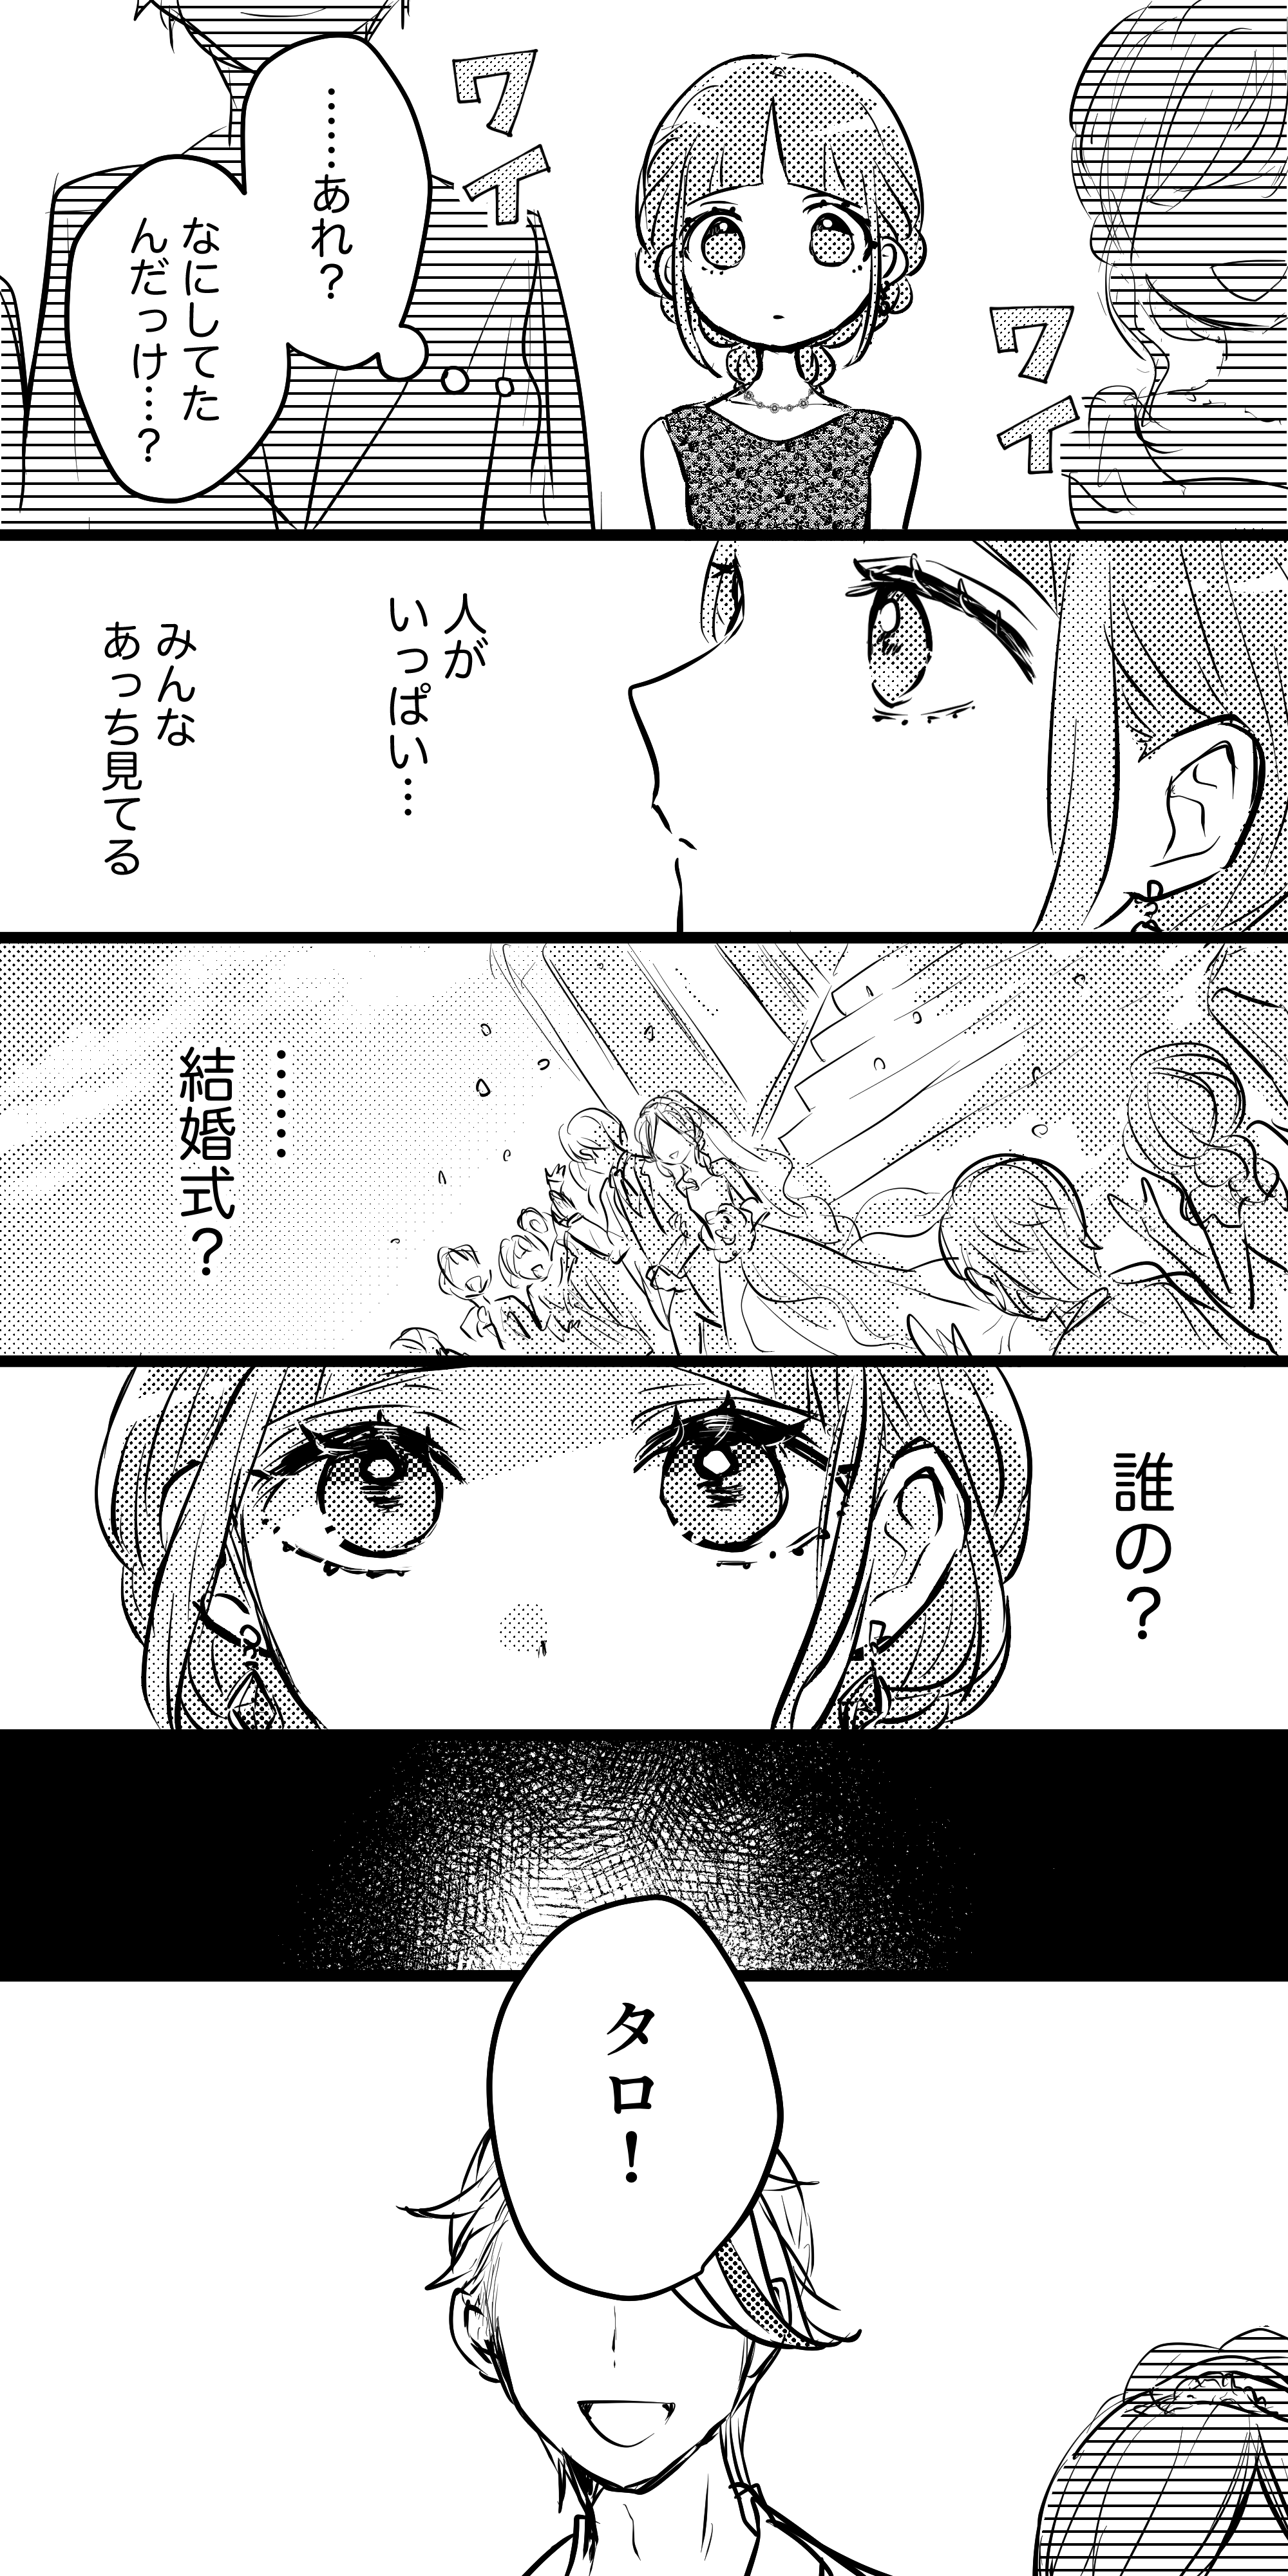 ワイ
ワイ
……あれ？
なにしてた
んだっけ…？
人が
いっぱい…
みんな
あっち見てる
……
結婚式？
誰の？
タロ！